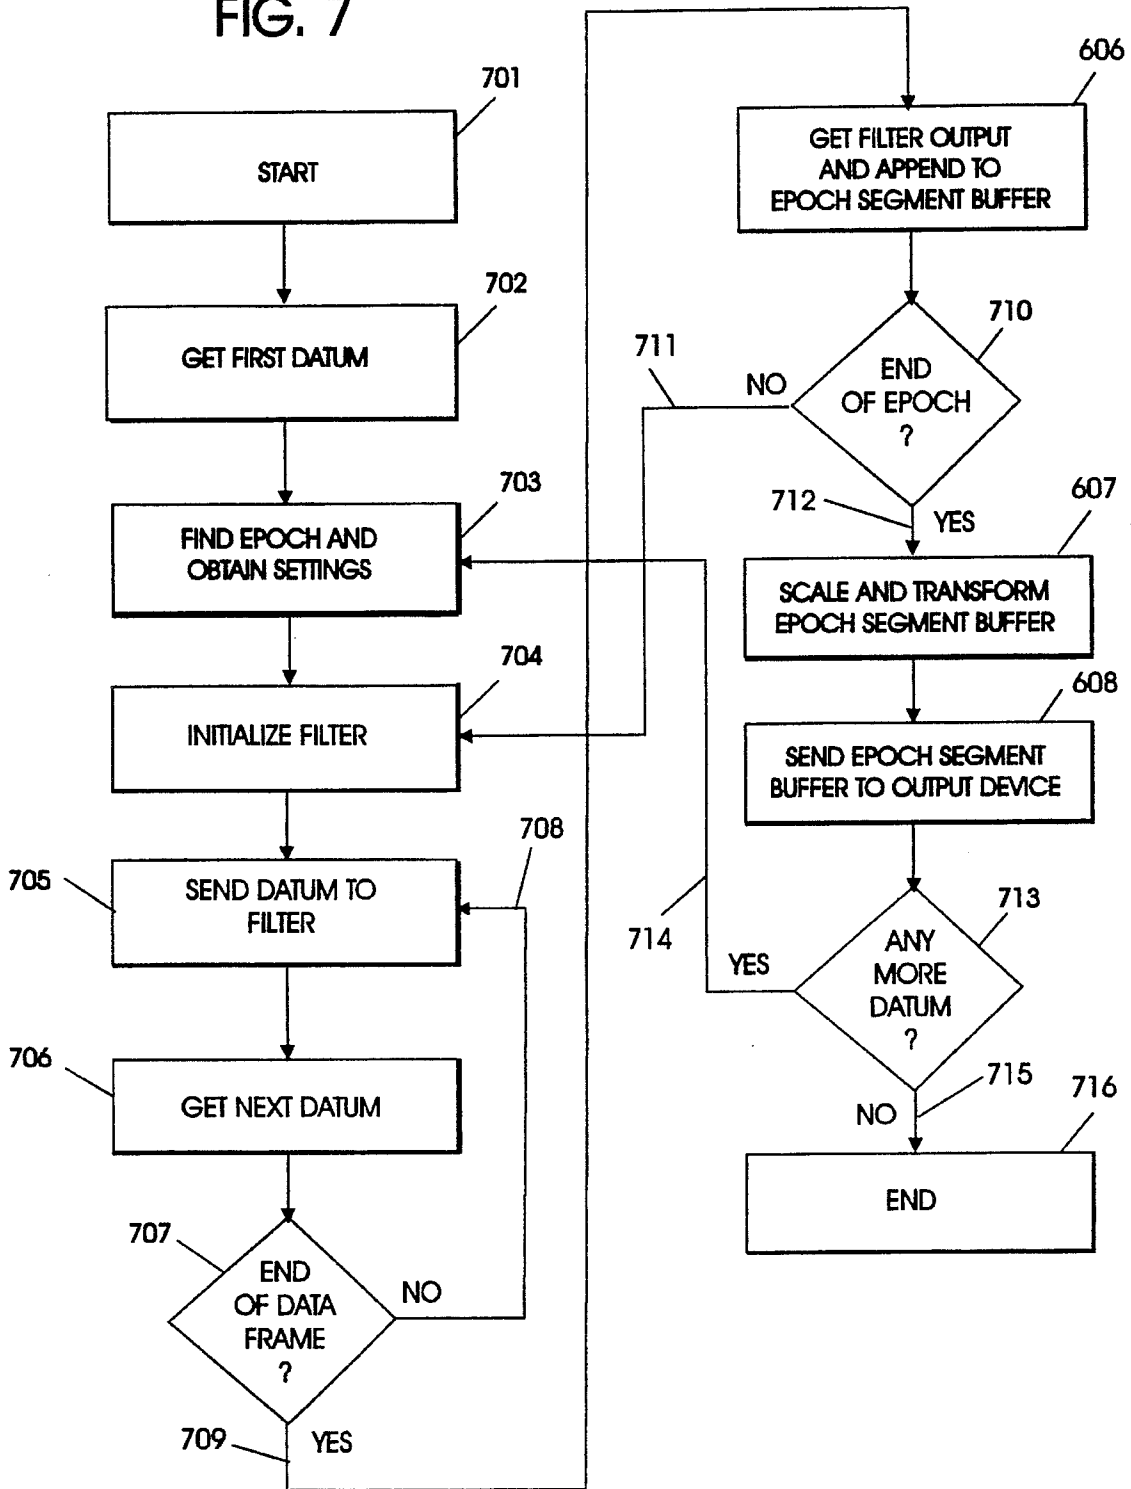 FIG. 7
701
START
702
GET FIRST DATUM
703
FIND EPOCH AND
OBTAIN SETTINGS
704
INITIALIZE FILTER
705
SEND DATUM TO
FILTER
708
706
GET NEXT DATUM
707
END
OF DATA
FRAME
?
NO
709
YES
606
GET FILTER OUTPUT
AND APPEND TO
EPOCH SEGMENT BUFFER
710
711
NO
END
OF EPOCH
?
712
YES
607
SCALE AND TRANSFORM
EPOCH SEGMENT BUFFER
608
SEND EPOCH SEGMENT
BUFFER TO OUTPUT DEVICE
713
714
YES
ANY
MORE
DATUM
?
715
NO
716
END